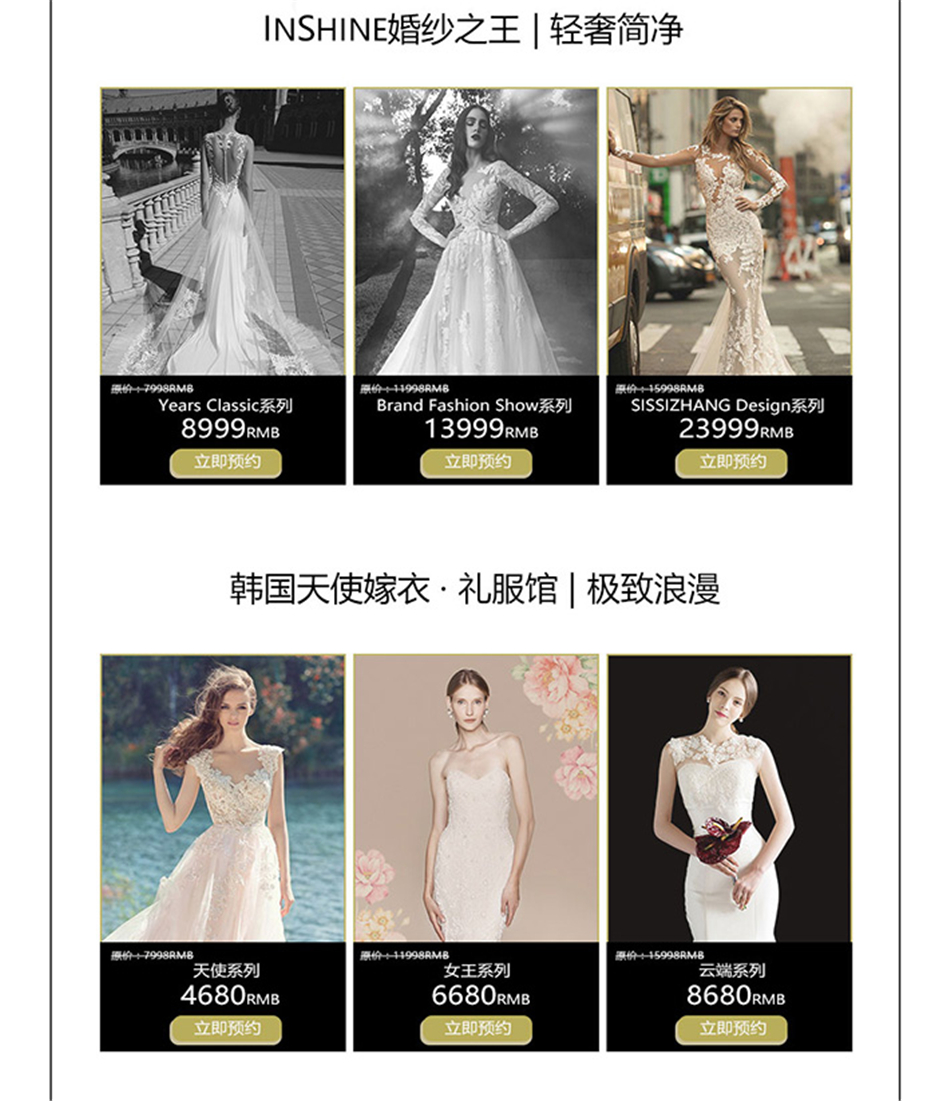 INSHINE婚纱之王 | 轻奢简净
原价：7998RMB
Years Classic系列
8999RMB
立即预约
原价：11998RMB
Brand Fashion Show系列
13999RMB
立即预约
原价：15998RMB
SISSIZHANG Design系列
23999RMB
立即预约
韩国天使嫁衣 · 礼服馆 | 极致浪漫
原价：7998RMB
天使系列
4680RMB
立即预约
原价：11998RMB
女王系列
6680RMB
立即预约
原价：15998RMB
云端系列
8680RMB
立即预约